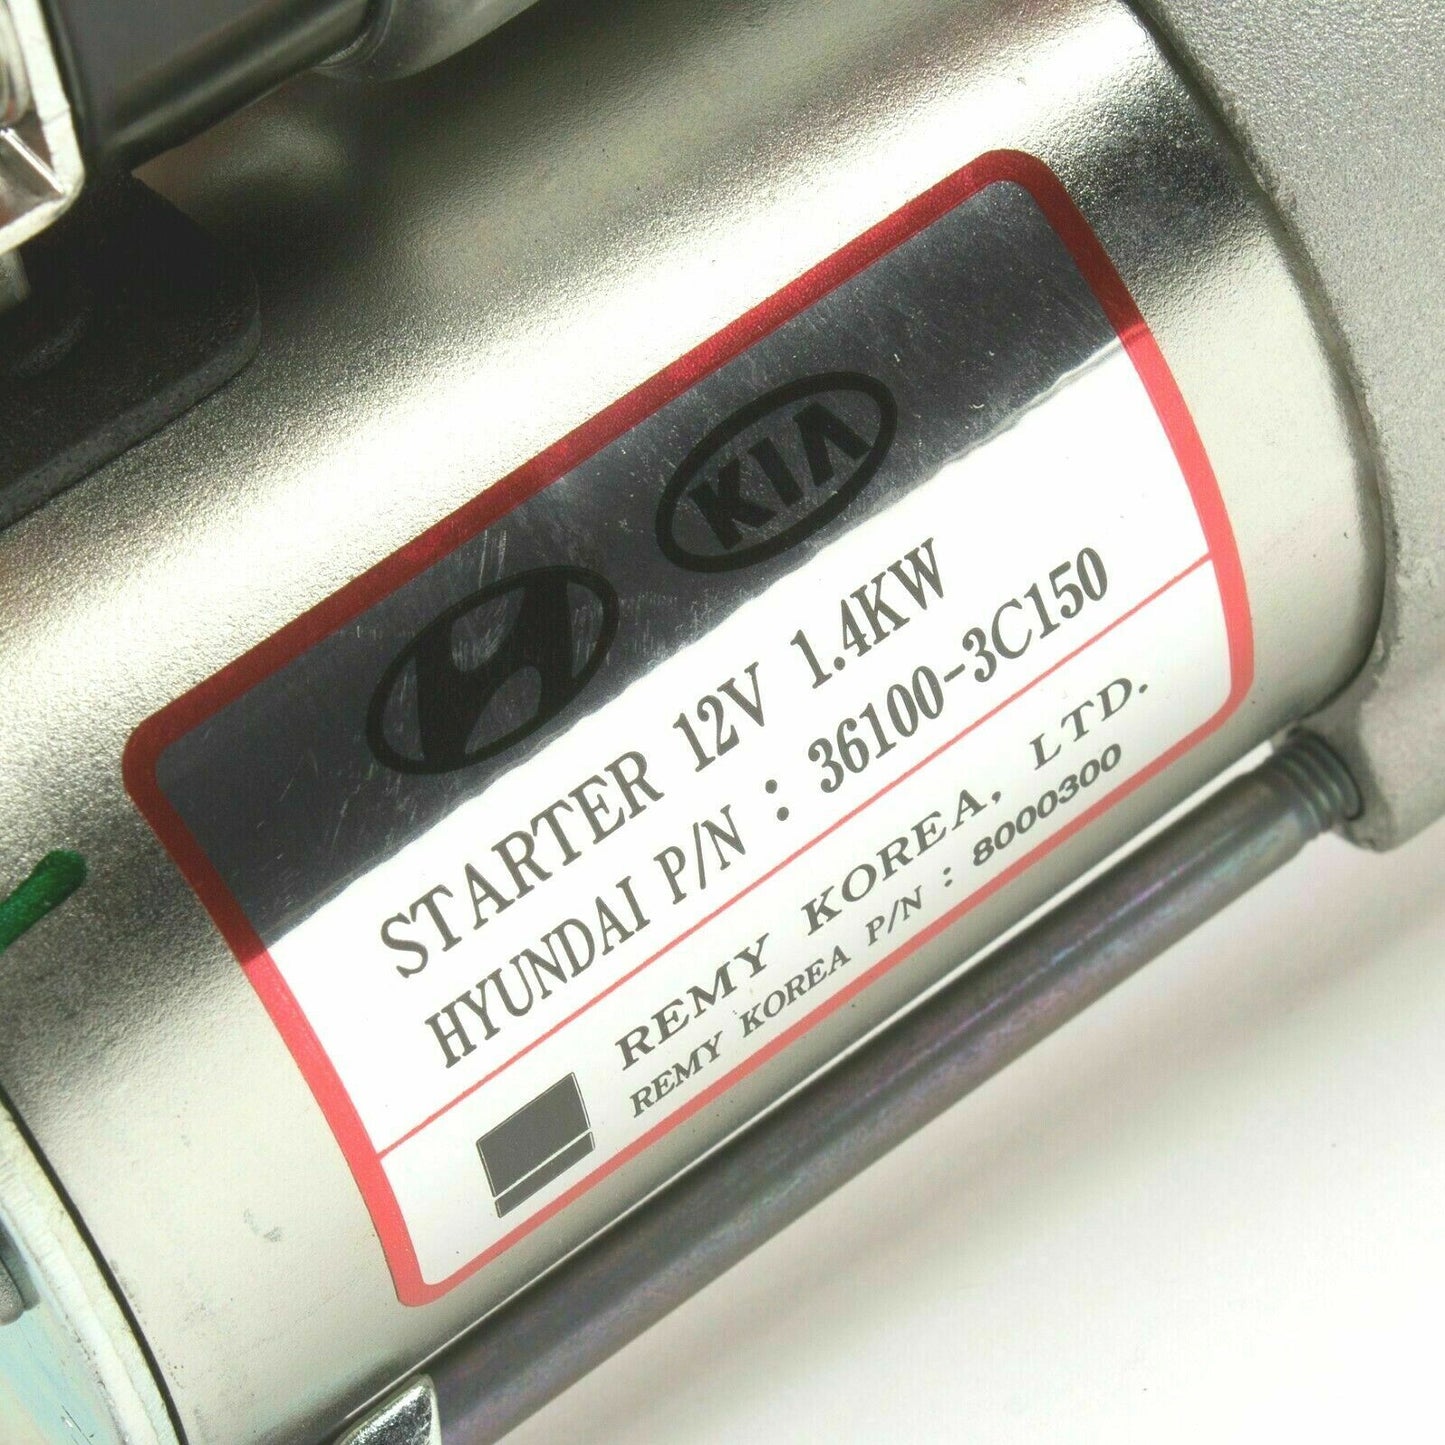 KIA
STARTER 12V 1.4KW
HYUNDAI P/N : 36100-3C150
REMY KOREA, LTD.
REMY KOREA P/N : 8000300